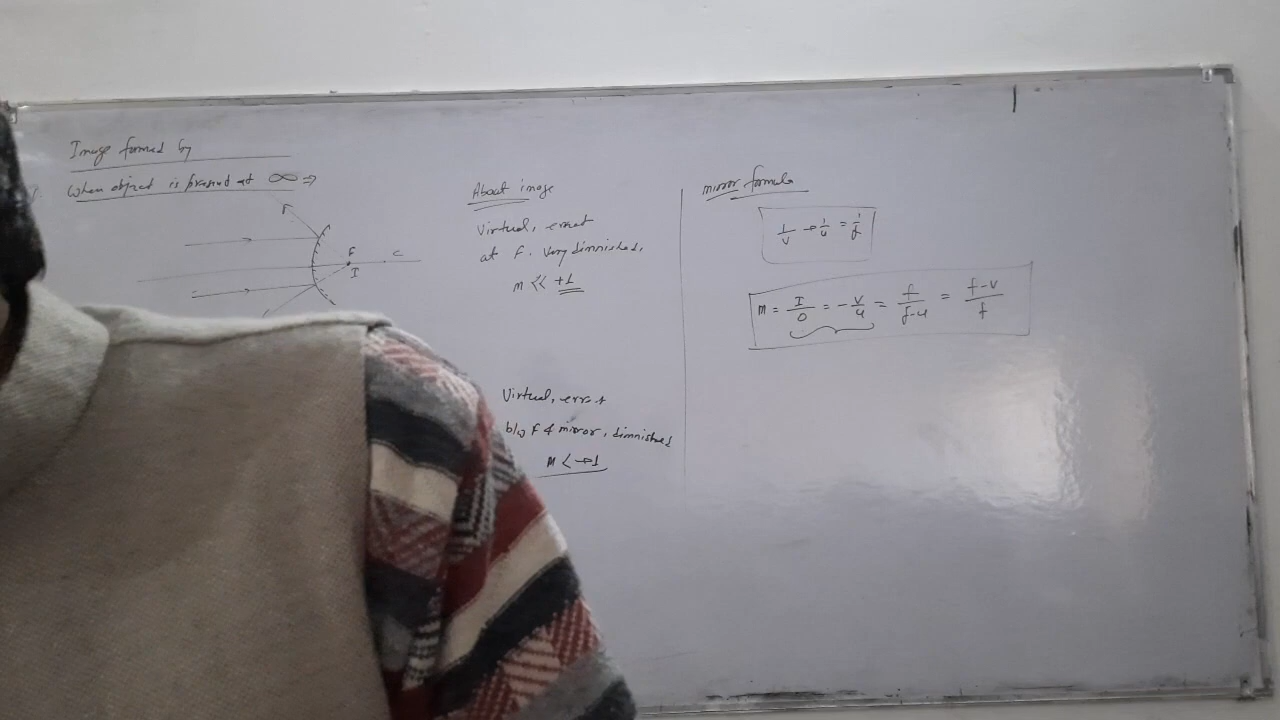 Image formed by
when object is present at ∞ ⇒
F
I
C
About image
Virtual, erect
at F. Very diminished,
m << +1
Virtual, erect
b/w F & mirror, diminished
m < +1
mirror formula
1/v + 1/u = 1/f
m = I/O = -v/u = f/f-u = f-v/f